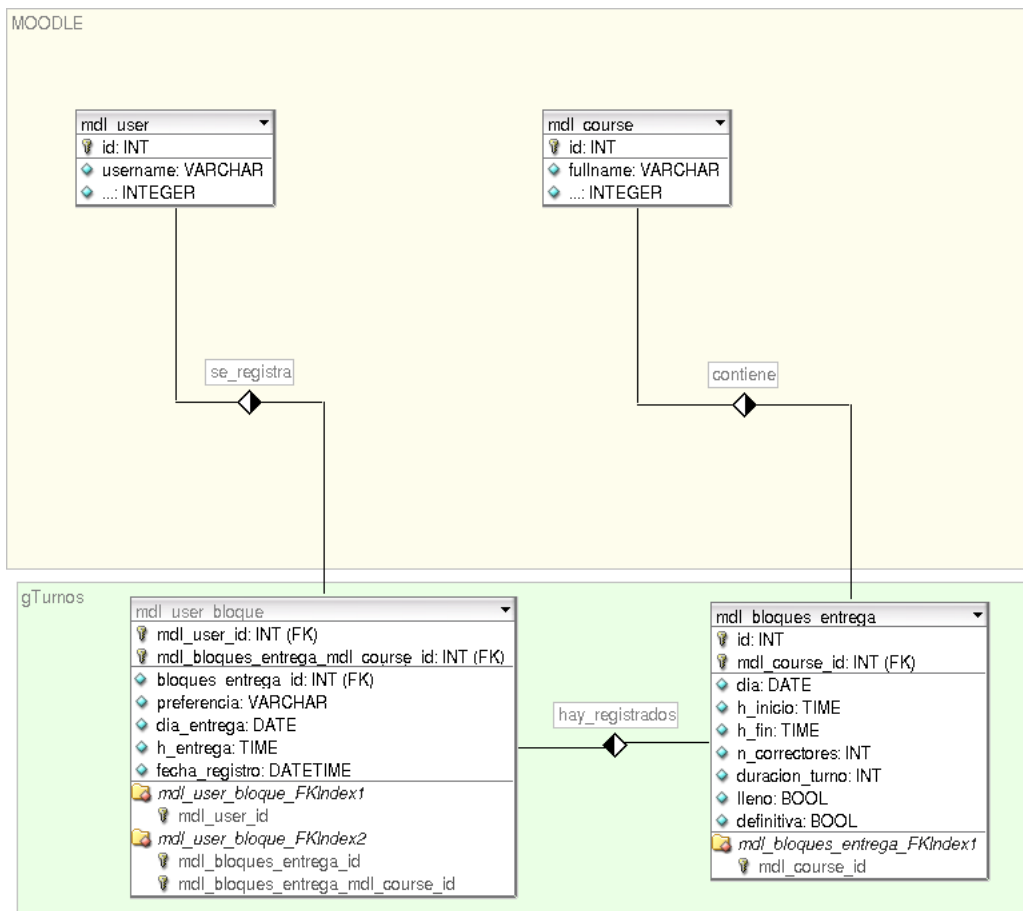 MOODLE
mdl_user
id: INT
username: VARCHAR
...: INTEGER
mdl_course
id: INT
fullname: VARCHAR
...: INTEGER
se_registra
contiene
gTurnos
mdl_user_bloque
mdl_user_id: INT (FK)
mdl_bloques_entrega_mdl_course_id: INT (FK)
bloques_entrega_id: INT (FK)
preferencia: VARCHAR
dia_entrega: DATE
h_entrega: TIME
fecha_registro: DATETIME
mdl_user_bloque_FKIndex1
mdl_user_id
mdl_user_bloque_FKIndex2
mdl_bloques_entrega_id
mdl_bloques_entrega_mdl_course_id
hay_registrados
mdl_bloques_entrega
id: INT
mdl_course_id: INT (FK)
dia: DATE
h_inicio: TIME
h_fin: TIME
n_correctores: INT
duracion_turno: INT
lleno: BOOL
definitiva: BOOL
mdl_bloques_entrega_FKIndex1
mdl_course_id